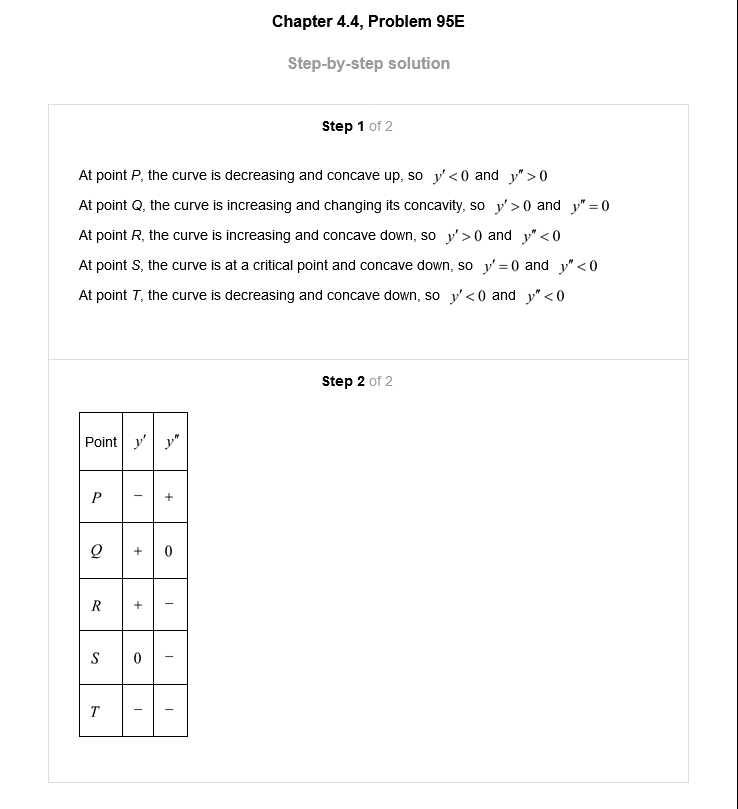 Chapter 4.4, Problem 95E
Step-by-step solution
Step 1 of 2
At point P, the curve is decreasing and concave up, so y′ < 0 and y″ > 0
At point Q, the curve is increasing and changing its concavity, so y′ > 0 and y″ = 0
At point R, the curve is increasing and concave down, so y′ > 0 and y″ < 0
At point S, the curve is at a critical point and concave down, so y′ = 0 and y″ < 0
At point T, the curve is decreasing and concave down, so y′ < 0 and y″ < 0
Step 2 of 2
Point y′ y″
P − +
Q + 0
R + −
S 0 −
T − −